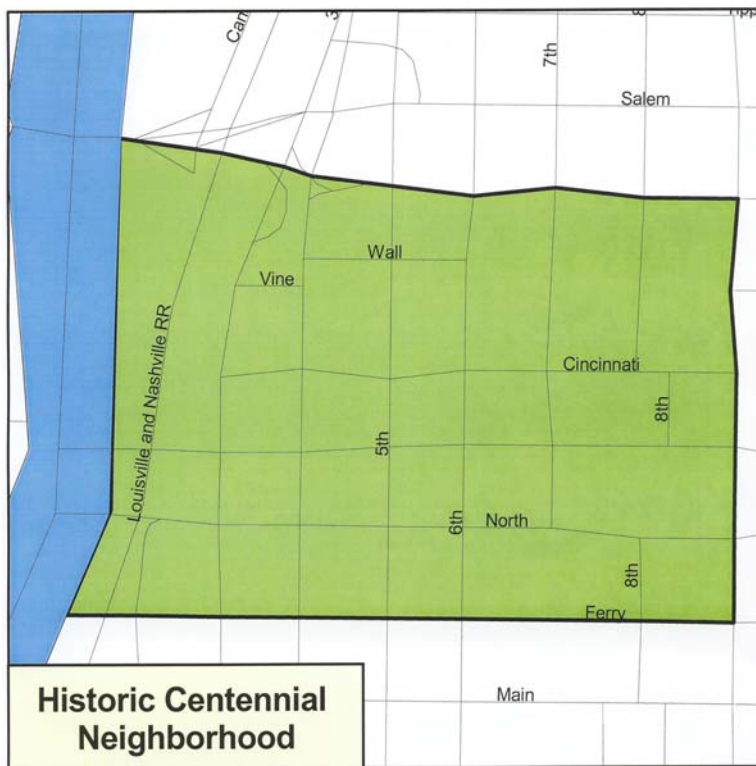 7th
Salem
Wall
Vine
Louisville and Nashville RR
Cincinnati
8th
5th
6th
North
8th
Ferry
Historic Centennial
Neighborhood
Main